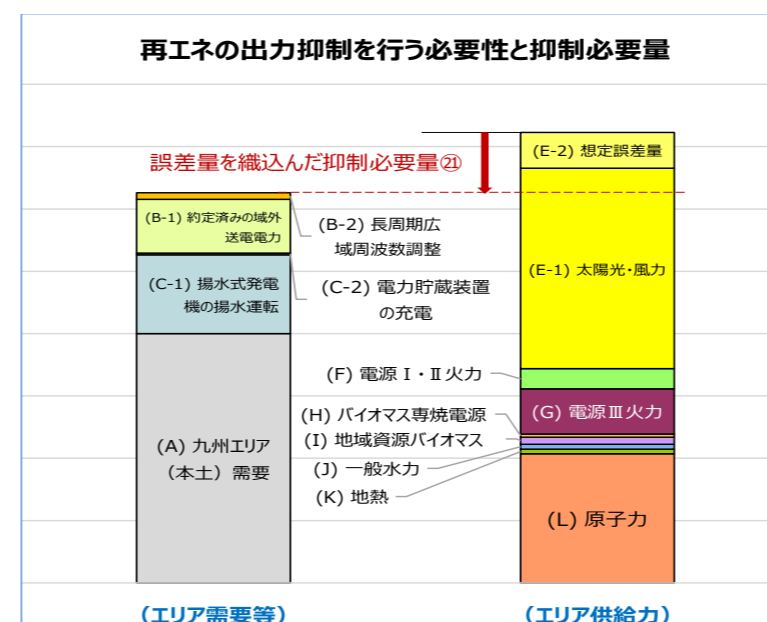 再エネの出力抑制を行う必要性と抑制必要量
誤差量を織込んだ抑制必要量㉑
(B-1) 約定済みの域外
送電電力
(B-2) 長周期広
域周波数調整
(C-1) 揚水式発電
機の揚水運転
(C-2) 電力貯蔵装置
の充電
(A) 九州エリア
（本土）需要
(E-2) 想定誤差量
(E-1) 太陽光・風力
(F) 電源Ⅰ・Ⅱ火力
(G) 電源Ⅲ火力
(H) バイオマス専焼電源
(I) 地域資源バイオマス
(J) 一般水力
(K) 地熱
(L) 原子力
（エリア需要等）
（エリア供給力）